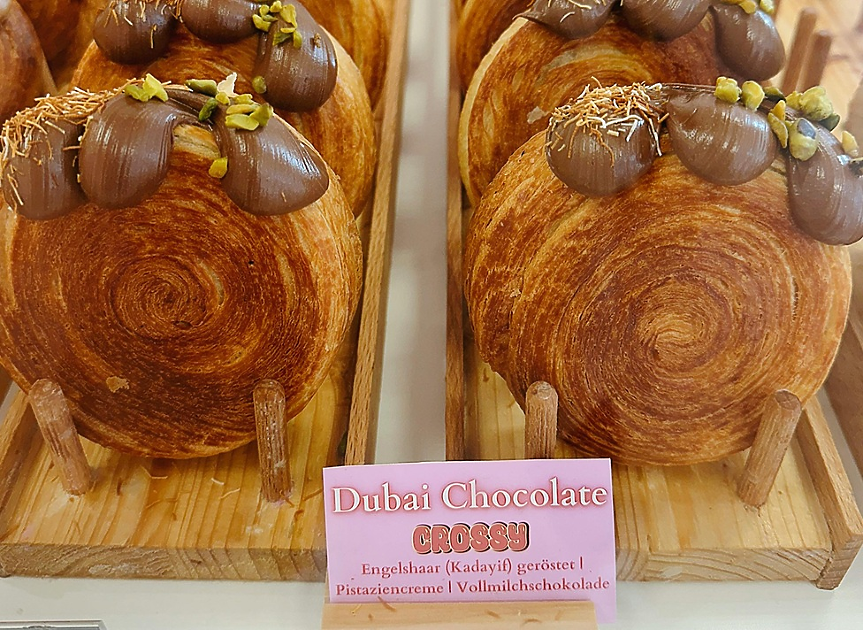 Dubai Chocolate
CROSSY
Engelshaar (Kadayif) geröstet |
Pistaziencreme | Vollmilchschokolade